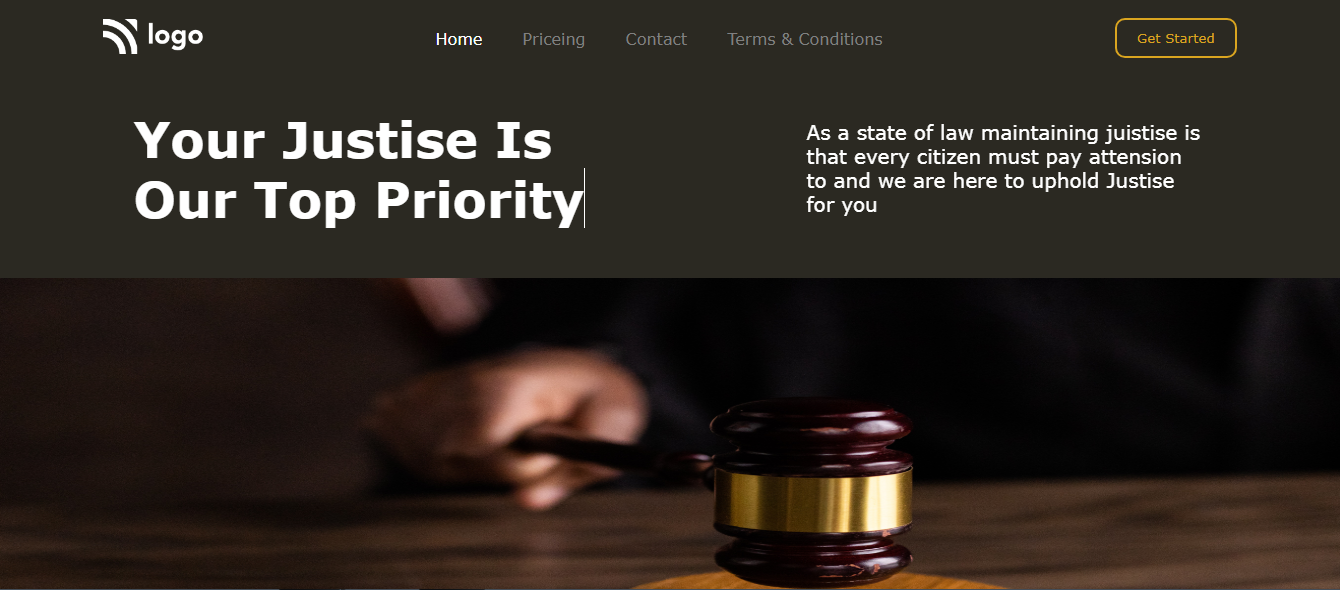 logo
Home
Priceing
Contact
Terms & Conditions
Get Started
Your Justise Is
Our Top Priority
As a state of law maintaining juistise is
that every citizen must pay attension
to and we are here to uphold Justise
for you